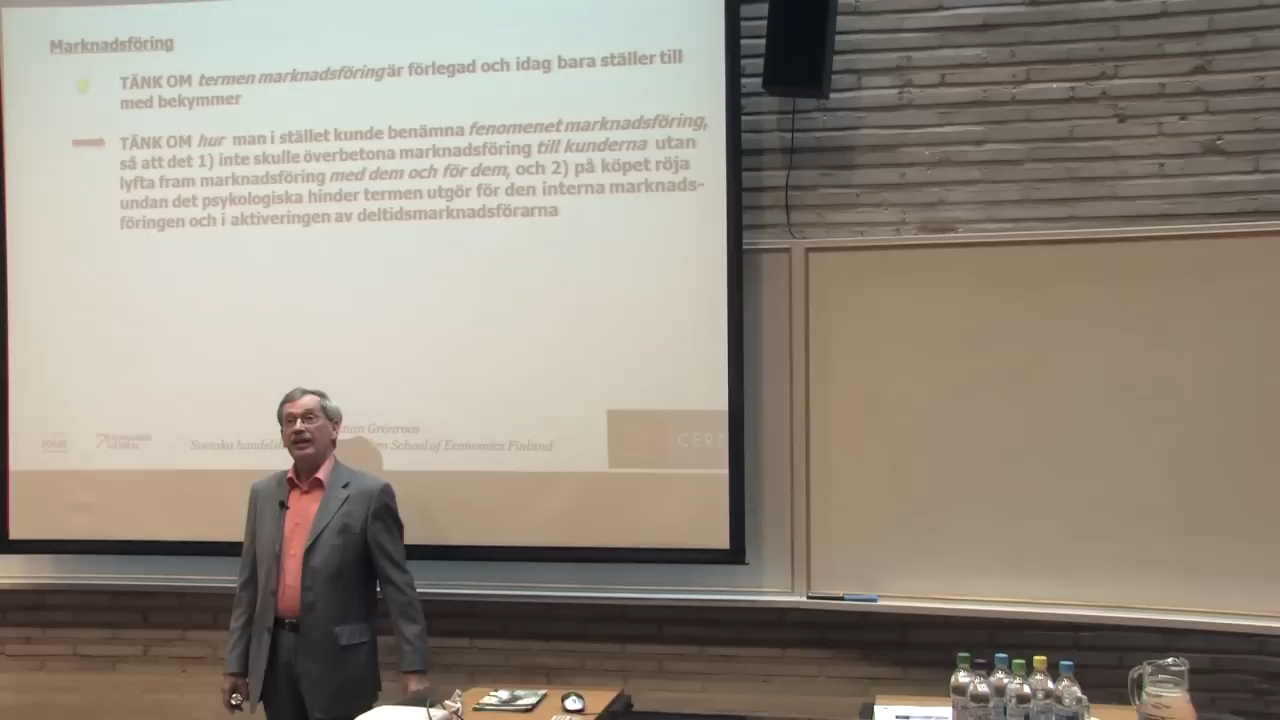 Marknadsföring
TÄNK OM termen marknadsföring är förlegad och idag bara ställer till
med bekymmer
TÄNK OM hur man i stället kunde benämna fenomenet marknadsföring,
så att det 1) inte skulle överbetona marknadsföring till kunderna utan
lyfta fram marknadsföring med dem och för dem, och 2) på köpet röja
undan det psykologiska hinder termen utgör för den interna marknads-
föringen och i aktiveringen av deltidsmarknadsförarna
Grönroos
Svenska School of Economics Finland
CER